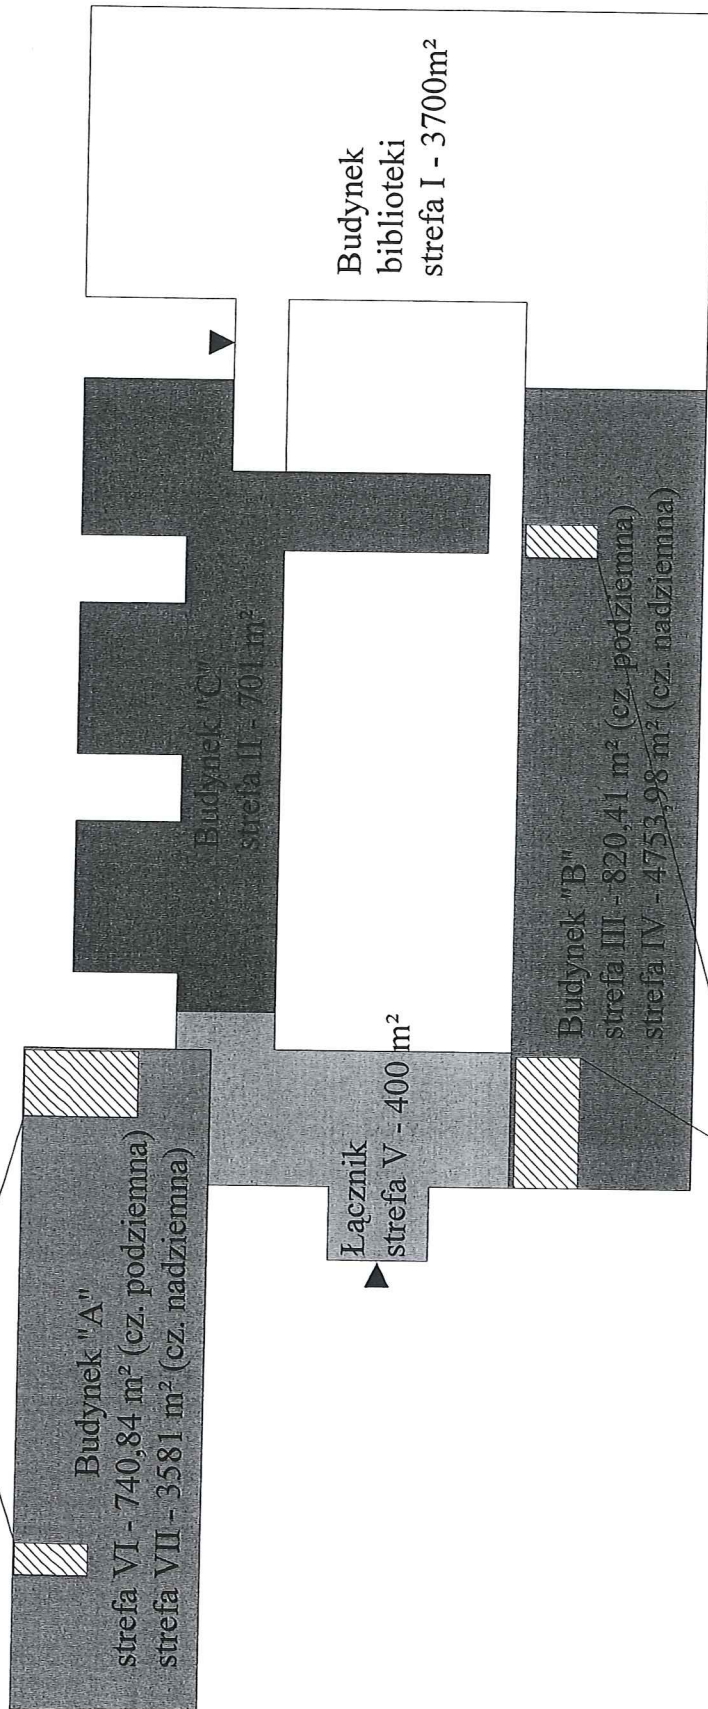 Budynek
biblioteki
strefa I - 3700m²
Budynek "C"
strefa II - 701 m²
Budynek "B"
strefa III - 820,41 m² (cz. podziemna)
strefa IV - 4753,98 m² (cz. nadziemna)
Łącznik
strefa V - 400 m²
Budynek "A"
strefa VI - 740,84 m² (cz. podziemna)
strefa VII - 3581 m² (cz. nadziemna)